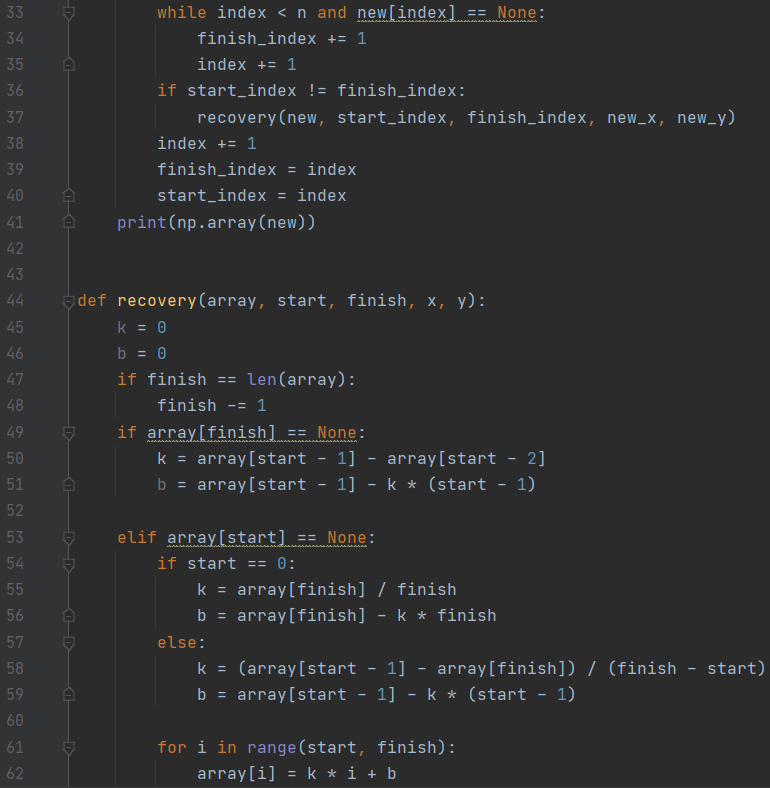 33 while index < n and new[index] == None:
34 finish_index += 1
35 index += 1
36 if start_index != finish_index:
37 recovery(new, start_index, finish_index, new_x, new_y)
38 index += 1
39 finish_index = index
40 start_index = index
41 print(np.array(new))
42
43
44 def recovery(array, start, finish, x, y):
45 k = 0
46 b = 0
47 if finish == len(array):
48 finish -= 1
49 if array[finish] == None:
50 k = array[start - 1] - array[start - 2]
51 b = array[start - 1] - k * (start - 1)
52
53 elif array[start] == None:
54 if start == 0:
55 k = array[finish] / finish
56 b = array[finish] - k * finish
57 else:
58 k = (array[start - 1] - array[finish]) / (finish - start)
59 b = array[start - 1] - k * (start - 1)
60
61 for i in range(start, finish):
62 array[i] = k * i + b